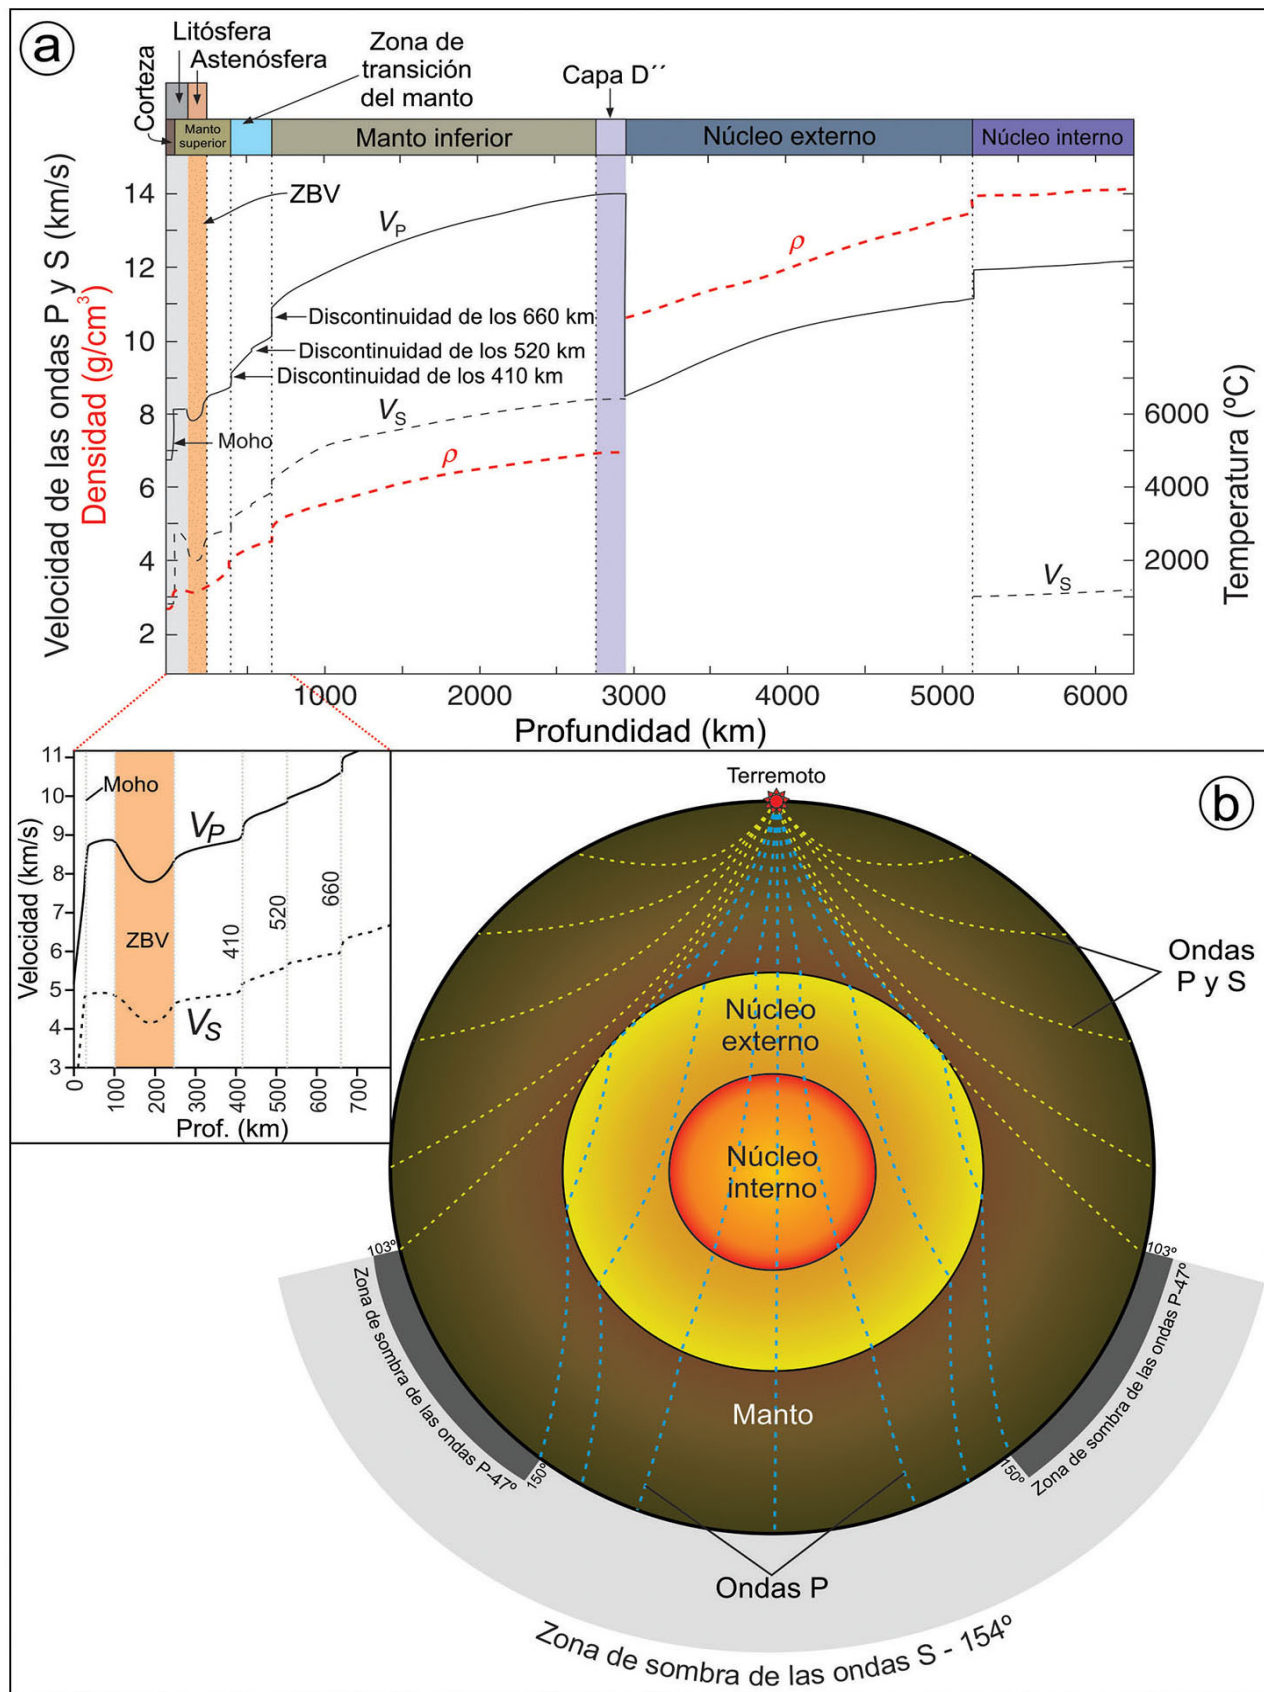 a
Litósfera
Astenósfera
Corteza
Zona de
transición
del manto
Capa D´´
Manto
superior
Manto inferior
Núcleo externo
Núcleo interno
Velocidad de las ondas P y S (km/s)
Densidad (g/cm³)
14
12
10
8
6
4
2
ZBV
VP
ρ
Discontinuidad de los 660 km
Discontinuidad de los 520 km
Discontinuidad de los 410 km
VS
Moho
ρ
VS
6000
4000
2000
Temperatura (ºC)
1000
2000
3000
4000
5000
6000
Profundidad (km)
Velocidad (km/s)
11
10
9
8
7
6
5
4
3
Moho
VP
ZBV
410
520
660
VS
0
100
200
300
400
500
600
700
Prof. (km)
b
Terremoto
Ondas
P y S
Núcleo
externo
Núcleo
interno
Manto
103º
Zona de sombra de las ondas P-47º
150º
103º
Zona de sombra de las ondas P-47º
150º
Ondas P
Zona de sombra de las ondas S - 154º